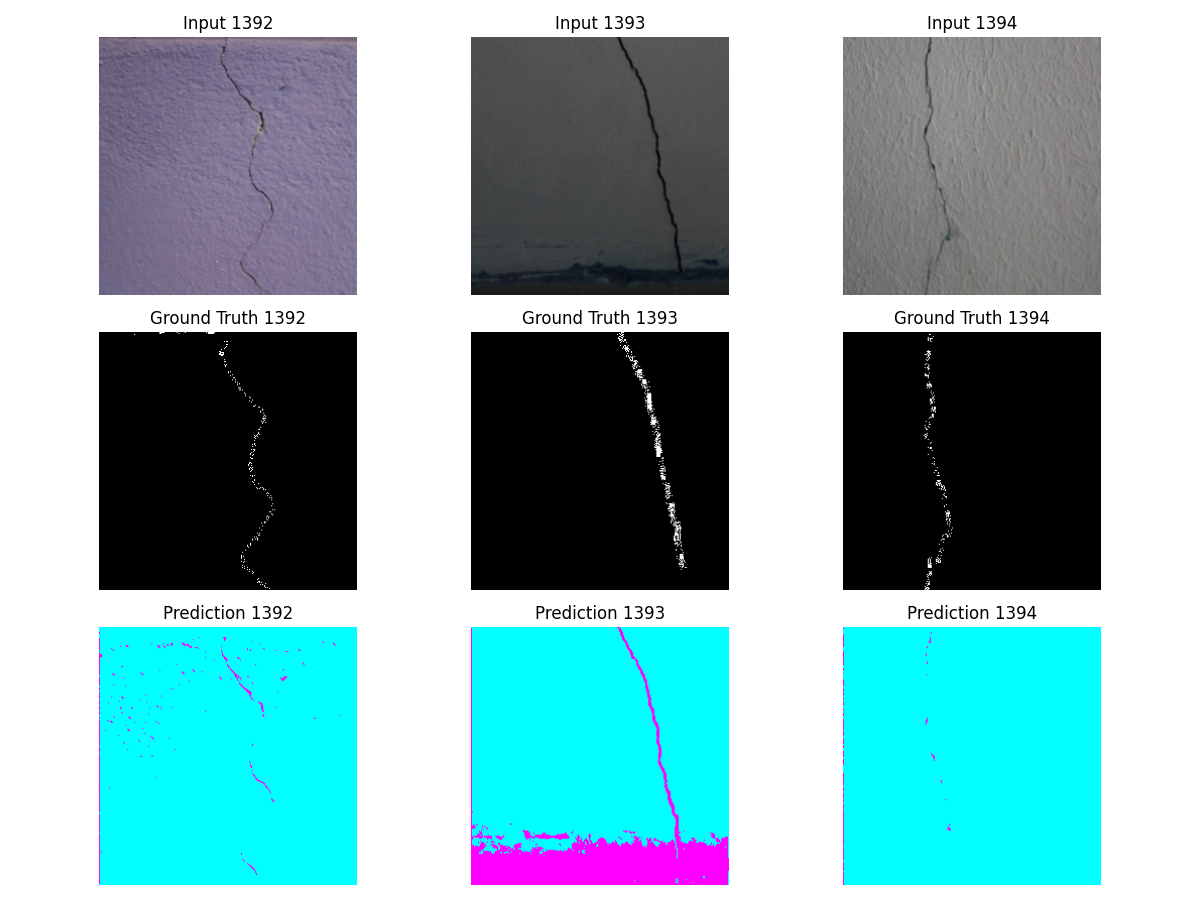 Input 1392
Input 1393
Input 1394
Ground Truth 1392
Ground Truth 1393
Ground Truth 1394
Prediction 1392
Prediction 1393
Prediction 1394